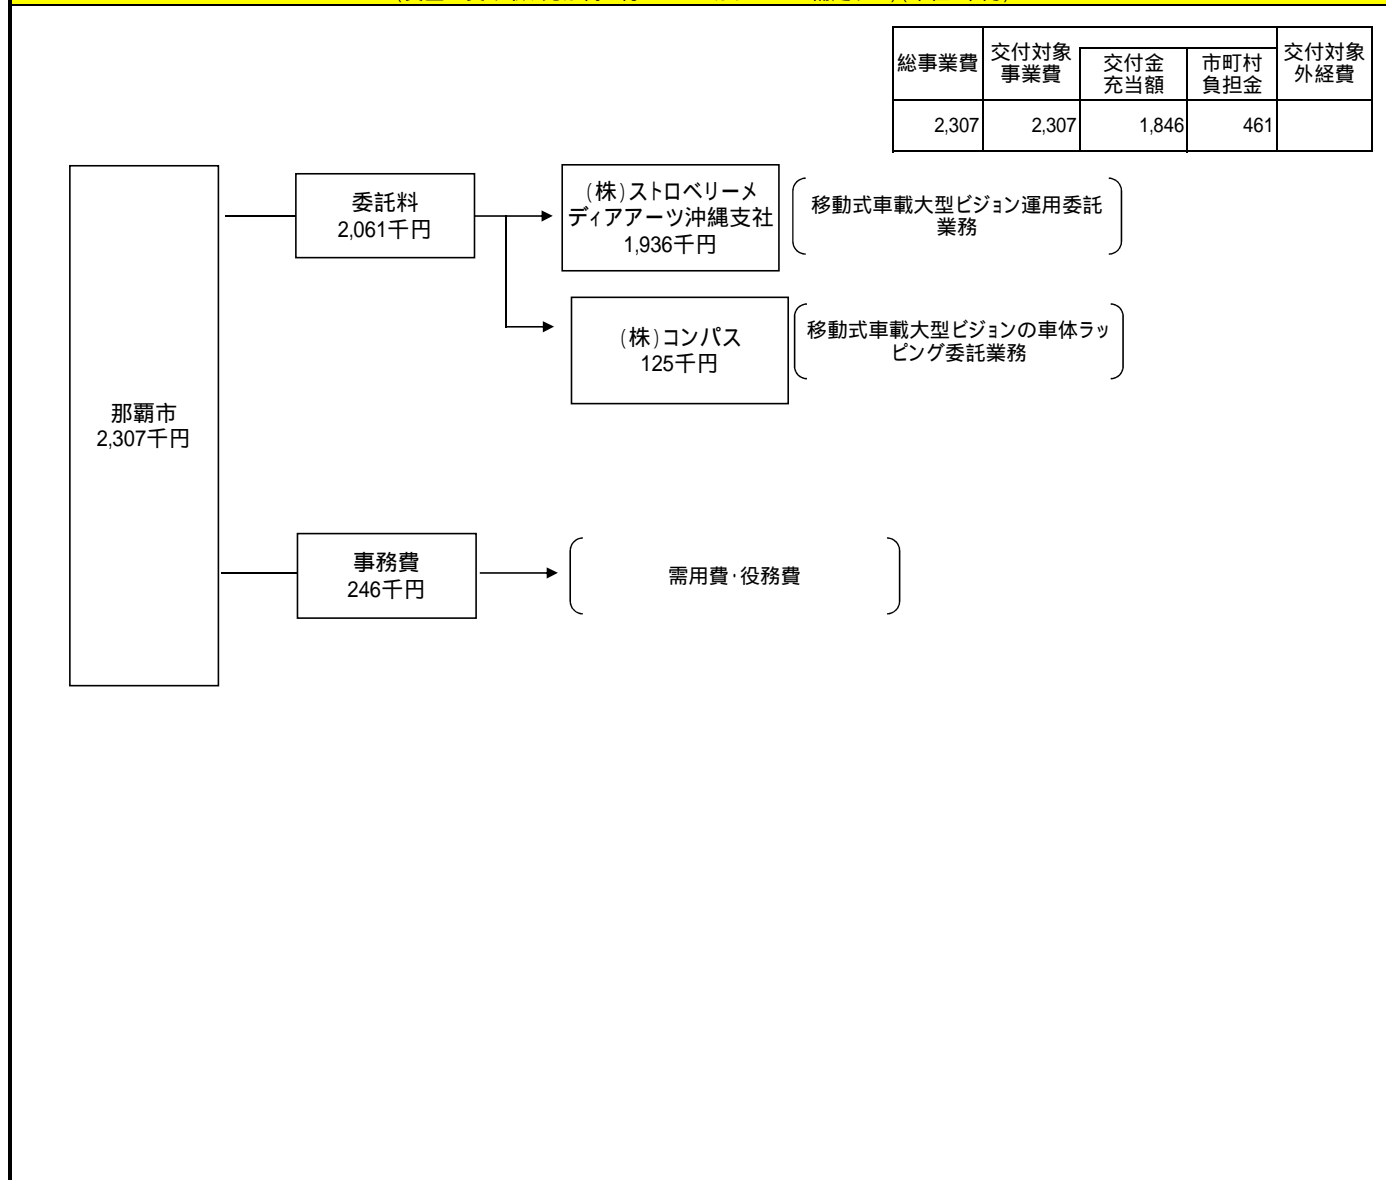 総事業費
交付対象
事業費
交付金
充当額
市町村
負担金
交付対象
外経費
2,307
2,307
1,846
461
那覇市
2,307千円
委託料
2,061千円
(株)ストロベリーメ
ディアアーツ沖縄支社
1,936千円
移動式車載大型ビジョン運用委託
業務
(株)コンパス
125千円
移動式車載大型ビジョンの車体ラッ
ピング委託業務
事務費
246千円
需用費・役務費